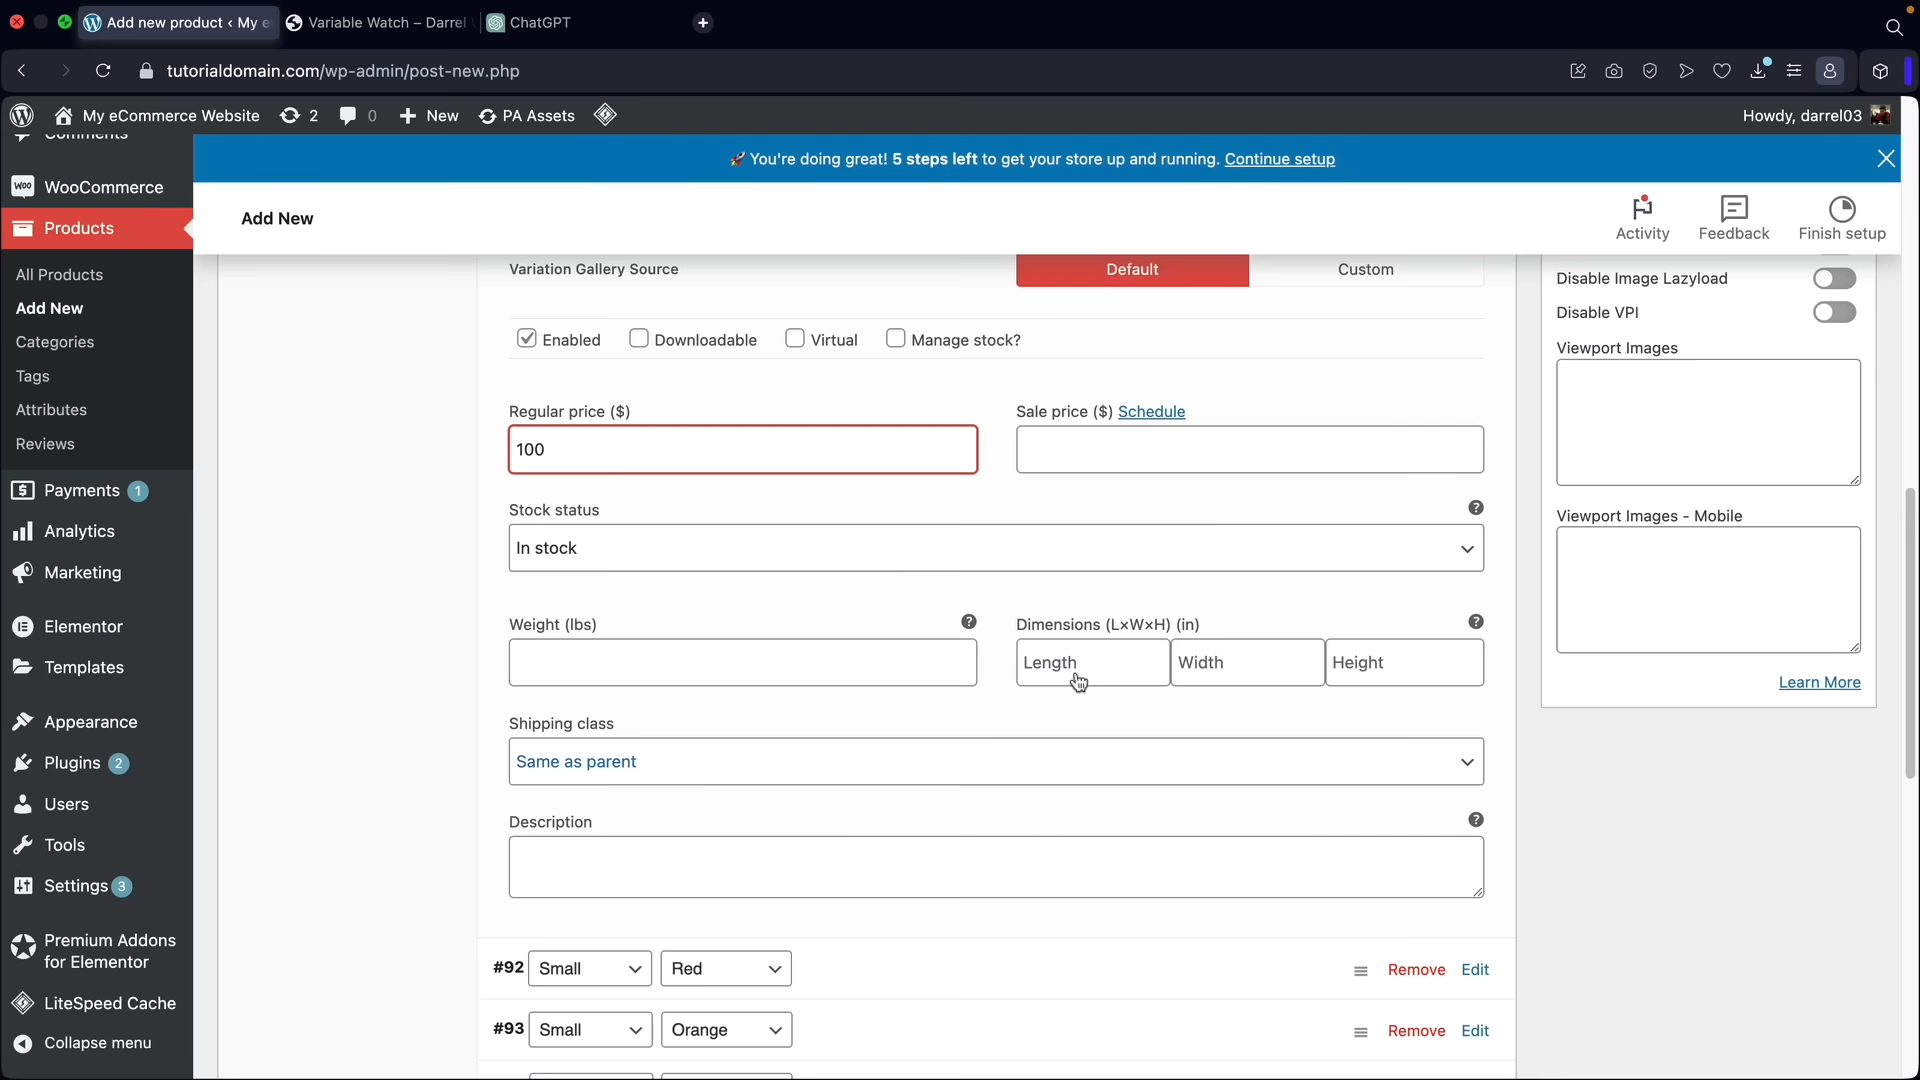 Add new product ‹ My e
Variable Watch – Darrel
ChatGPT
tutorialdomain.com/wp-admin/post-new.php
My eCommerce Website
2
0
New
PA Assets
Howdy, darrel03
Comments
🚀 You're doing great! 5 steps left to get your store up and running. Continue setup
WooCommerce
Products
All Products
Add New
Categories
Tags
Attributes
Reviews
Payments 1
Analytics
Marketing
Elementor
Templates
Appearance
Plugins 2
Users
Tools
Settings 3
Premium Addons
for Elementor
LiteSpeed Cache
Collapse menu
Add New
Activity
Feedback
Finish setup
Variation Gallery Source
Default
Custom
Enabled
Downloadable
Virtual
Manage stock?
Regular price ($)
Sale price ($) Schedule
100
Stock status
In stock
Weight (lbs)
Dimensions (L×W×H) (in)
Length
Width
Height
Shipping class
Same as parent
Description
#92 Small Red Remove Edit
#93 Small Orange Remove Edit
Disable Image Lazyload
Disable VPI
Viewport Images
Viewport Images - Mobile
Learn More